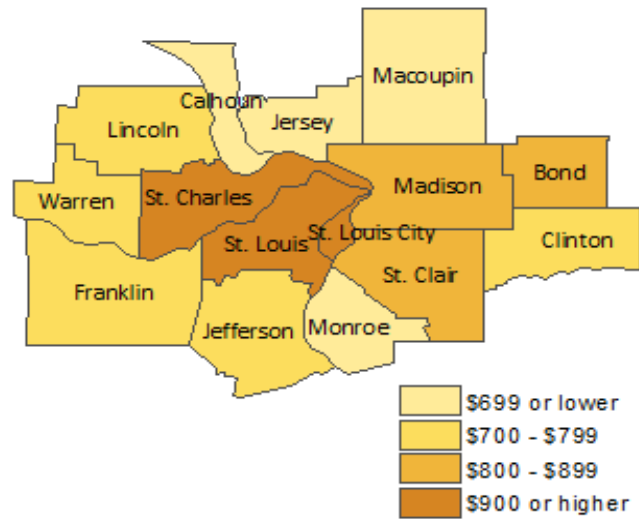 Macoupin
Calhoun
Jersey
Lincoln
Bond
Madison
St. Charles
Warren
St. Louis City
Clinton
St. Louis
St. Clair
Franklin
Jefferson
Monroe
$699 or lower
$700 - $799
$800 - $899
$900 or higher